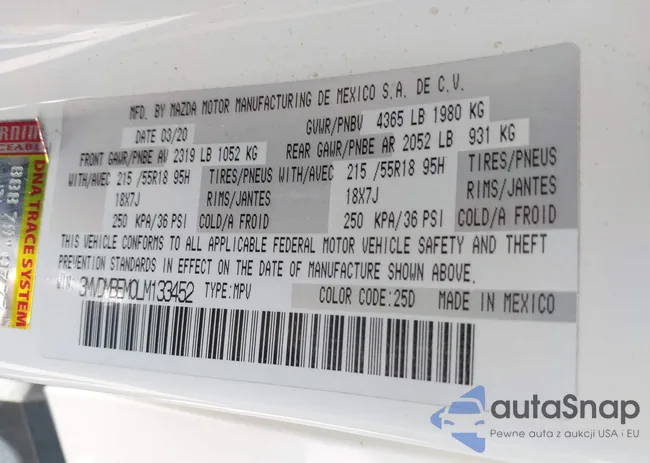 MFD. BY MAZDA MOTOR MANUFACTURING DE MEXICO S.A. DE C.V.
DATE 03/20 GVWR/PNBV 4365 LB 1980 KG
FRONT GAWR/PNBE AV 2319 LB 1052 KG REAR GAWR/PNBE AR 2052 LB 931 KG
WITH/AVEC 215 /55R18 95H TIRES/PNEUS WITH/AVEC 215 /55R18 95H TIRES/PNEUS
18X7J RIMS/JANTES 18X7J RIMS/JANTES
250 KPA/36 PSI COLD/A FROID 250 KPA/36 PSI COLD/A FROID
THIS VEHICLE CONFORMS TO ALL APPLICABLE FEDERAL MOTOR VEHICLE SAFETY AND THEFT
PREVENTION STANDARDS IN EFFECT ON THE DATE OF MANUFACTURE SHOWN ABOVE.
3MVDMBEM0LM133452 TYPE:MPV COLOR CODE:25D MADE IN MEXICO
DNA TRACE SYSTEM
autaSnap
Pewne auta z aukcji USA i EU